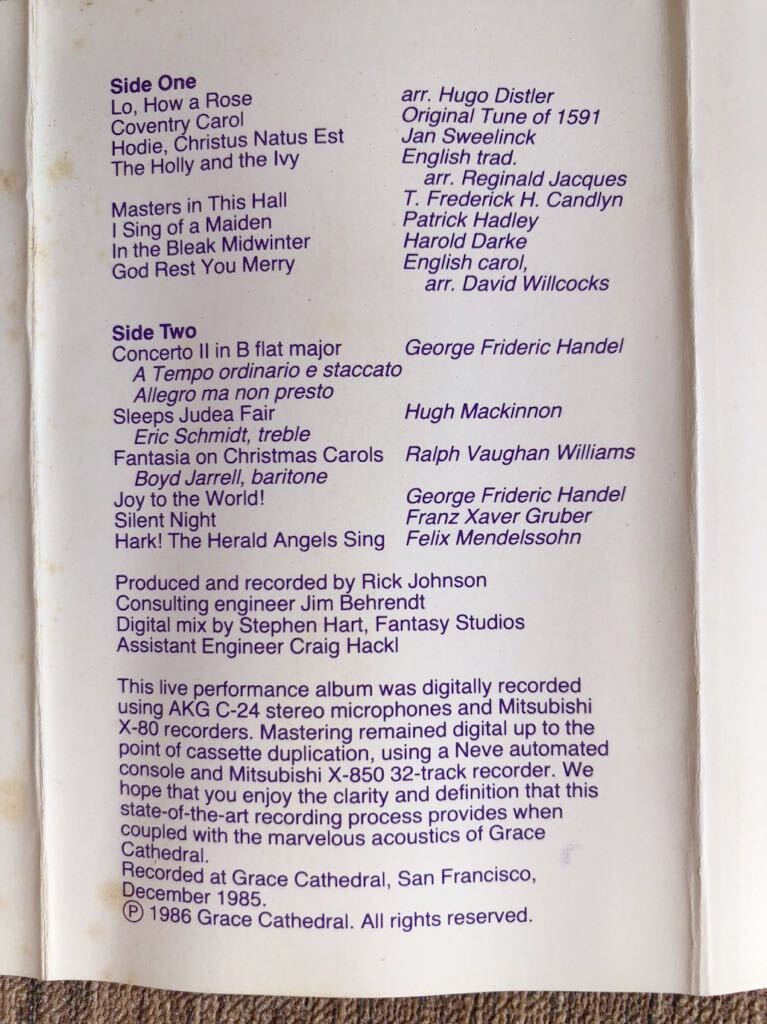 Side One
Lo, How a Rose arr. Hugo Distler
Coventry Carol Original Tune of 1591
Hodie, Christus Natus Est Jan Sweelinck
The Holly and the Ivy English trad.
arr. Reginald Jacques
Masters in This Hall T. Frederick H. Candlyn
I Sing of a Maiden Patrick Hadley
In the Bleak Midwinter Harold Darke
God Rest You Merry English carol,
arr. David Willcocks
Side Two
Concerto II in B flat major George Frideric Handel
A Tempo ordinario e staccato
Allegro ma non presto
Sleeps Judea Fair Hugh Mackinnon
Eric Schmidt, treble
Fantasia on Christmas Carols Ralph Vaughan Williams
Boyd Jarrell, baritone
Joy to the World! George Frideric Handel
Silent Night Franz Xaver Gruber
Hark! The Herald Angels Sing Felix Mendelssohn
Produced and recorded by Rick Johnson
Consulting engineer Jim Behrendt
Digital mix by Stephen Hart, Fantasy Studios
Assistant Engineer Craig Hackl
This live performance album was digitally recorded
using AKG C-24 stereo microphones and Mitsubishi
X-80 recorders. Mastering remained digital up to the
point of cassette duplication, using a Neve automated
console and Mitsubishi X-850 32-track recorder. We
hope that you enjoy the clarity and definition that this
state-of-the-art recording process provides when
coupled with the marvelous acoustics of Grace
Cathedral.
Recorded at Grace Cathedral, San Francisco,
December 1985.
℗ 1986 Grace Cathedral. All rights reserved.